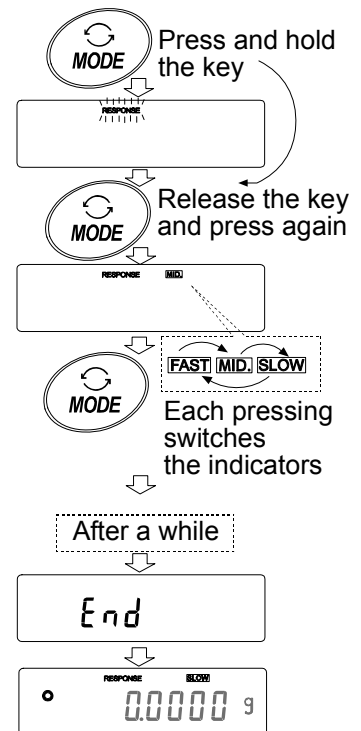 MODE
Press and hold
the key
RESPONSE
MODE
Release the key
and press again
RESPONSE MID.
FAST MID. SLOW
MODE
Each pressing
switches
the indicators
After a while
End
RESPONSE SLOW
0.0000 g